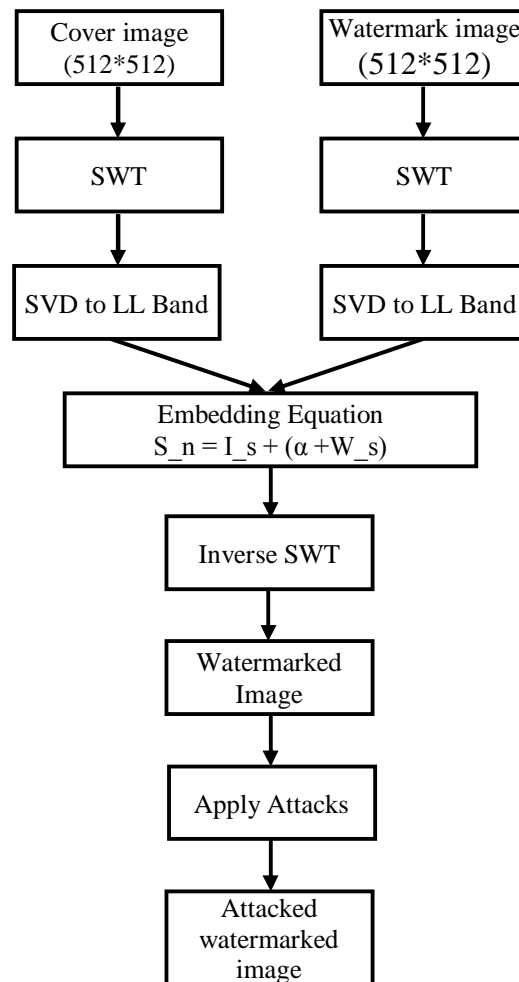 Cover image
(512*512)
Watermark image
(512*512)
SWT
SWT
SVD to LL Band
SVD to LL Band
Embedding Equation
S_n = I_s + (α +W_s)
Inverse SWT
Watermarked
Image
Apply Attacks
Attacked
watermarked
image